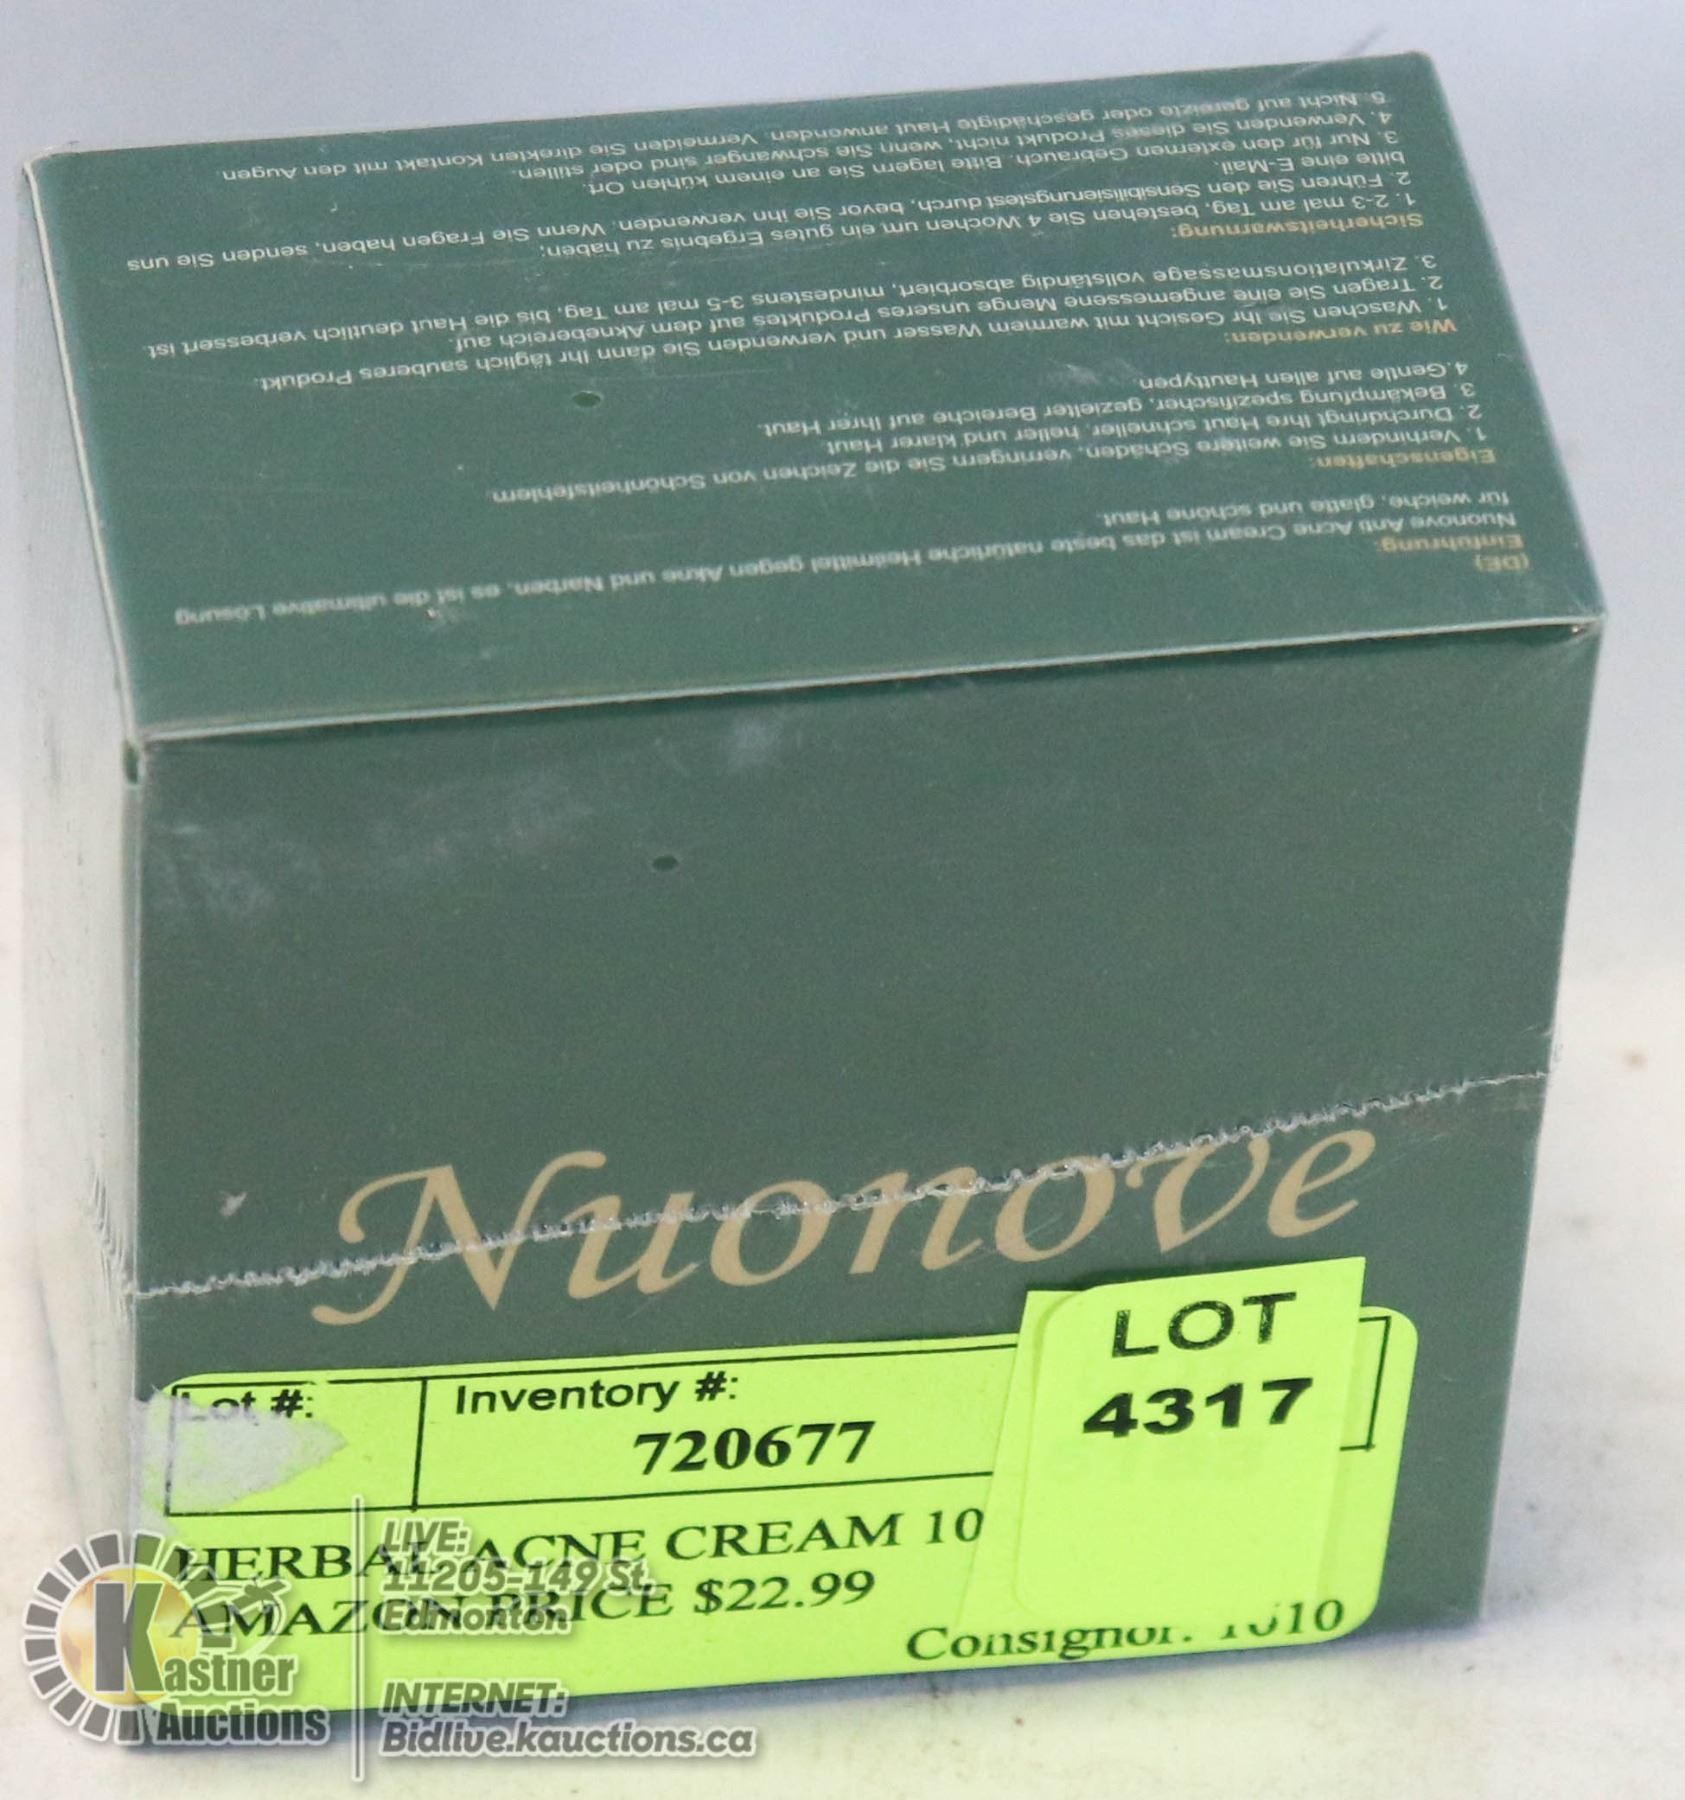 (DE)
Einführung:
Nuonove Anti Acne Cream ist das beste natürliche Heilmittel gegen Akne und Narben, es ist die ultimative Lösung
für weiche, glatte und schöne Haut.
Eigenschaften:
1. Verhindern Sie weitere Schäden, verringern Sie die Zeichen von Schönheitsfehlern.
2. Durchdringt Ihre Haut schneller, heller und klarer Haut
3. Bekämpfung spezifischer, gezielter Bereiche auf Ihrer Haut.
4.Gentle auf allen Hauttypen.
Wie zu verwenden:
1. Waschen Sie Ihr Gesicht mit warmem Wasser und verwenden Sie dann Ihr täglich sauberes Produkt.
2. Tragen Sie eine angemessene Menge unseres Produktes auf dem Aknebereich auf.
3. Zirkulationsmassage vollständig absorbiert, mindestens 3-5 mal am Tag, bis die Haut deutlich verbessert ist.
Sicherheitswarnung:
1. 2-3 mal am Tag, bestehen Sie 4 Wochen um ein gutes Ergebnis zu haben;
2. Führen Sie den Sensibilisierungstest durch, bevor Sie ihn verwenden. Wenn Sie Fragen haben, senden Sie uns
bitte eine E-Mail.
3. Nur für den externen Gebrauch. Bitte lagern Sie an einem kühlen Ort.
4. Verwenden Sie dieses Produkt nicht, wenn Sie schwanger sind oder stillen.
5. Nicht auf gereizte oder geschädigte Haut anwenden. Vermeiden Sie direkten Kontakt mit den Augen.
Nuonove
LOT
4317
Lot #:
Inventory #:
720677
HERBAL ACNE CREAM 10
AMAZON PRICE $22.99
Consignor: 1010
Kastner
Auctions
LIVE:
11205-149 St.
Edmonton
INTERNET:
Bidlive.kauctions.ca